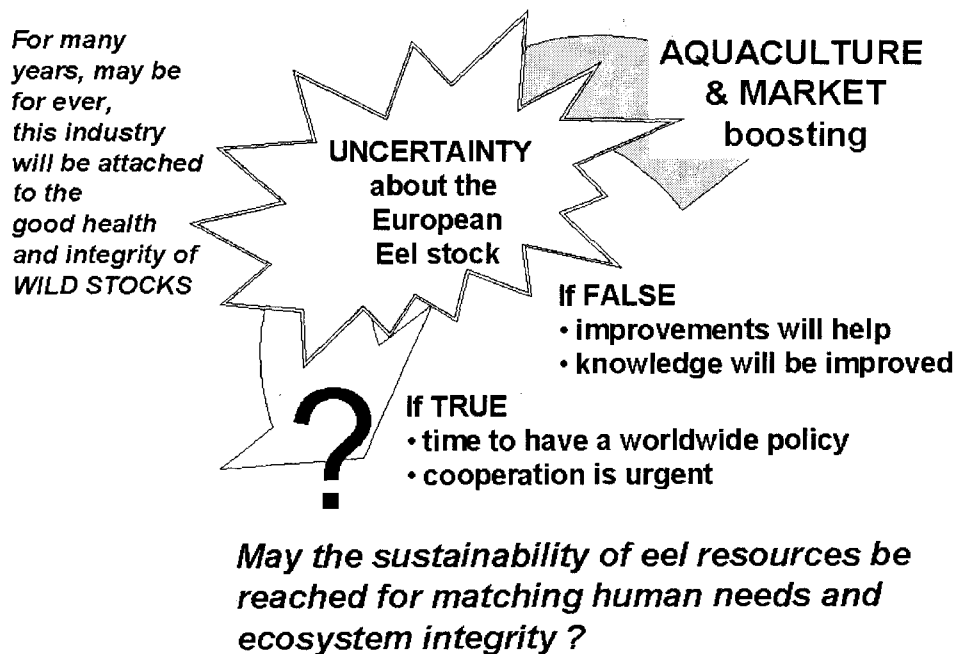 For many
years, may be
for ever,
this industry
will be attached
to the
good health
and integrity of
WILD STOCKS
UNCERTAINTY
about the
European
Eel stock
AQUACULTURE
& MARKET
boosting
If FALSE
• improvements will help
• knowledge will be improved
?
If TRUE
• time to have a worldwide policy
• cooperation is urgent
May the sustainability of eel resources be
reached for matching human needs and
ecosystem integrity ?